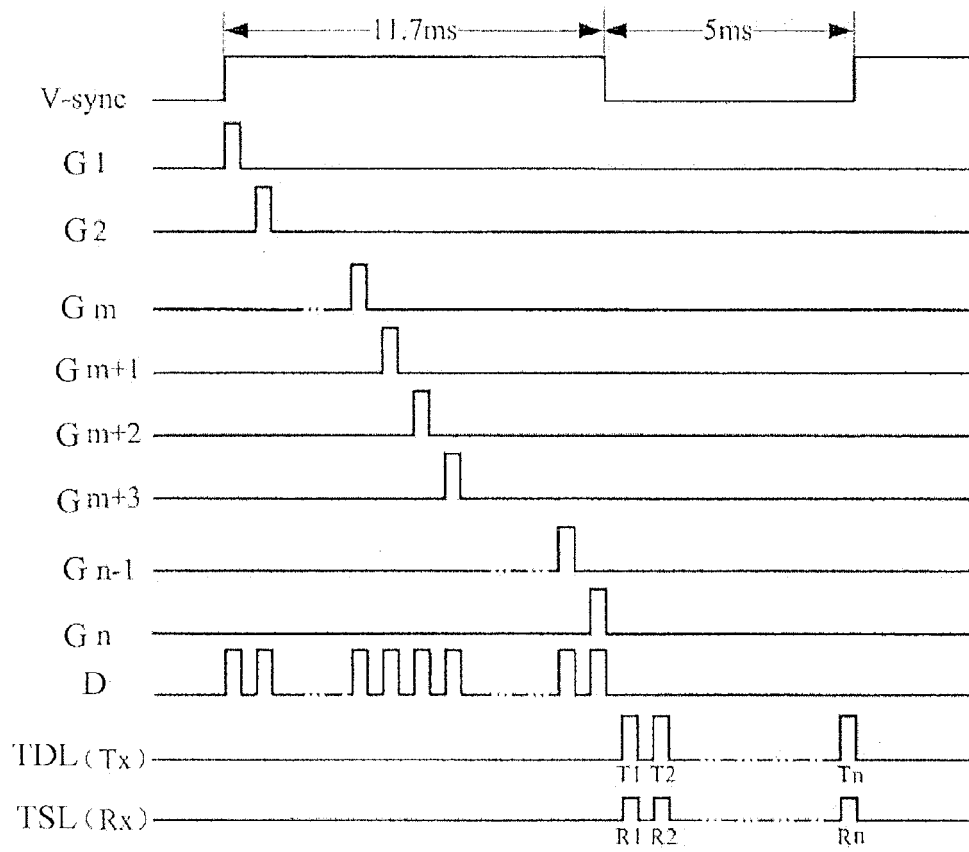 11.7ms 5ms
V-sync
G1
G2
Gm
Gm+1
Gm+2
Gm+3
Gn-1
Gn
D
TDL(Tx)
T1 T2 Tn
TSL(Rx)
R1 R2 Rn